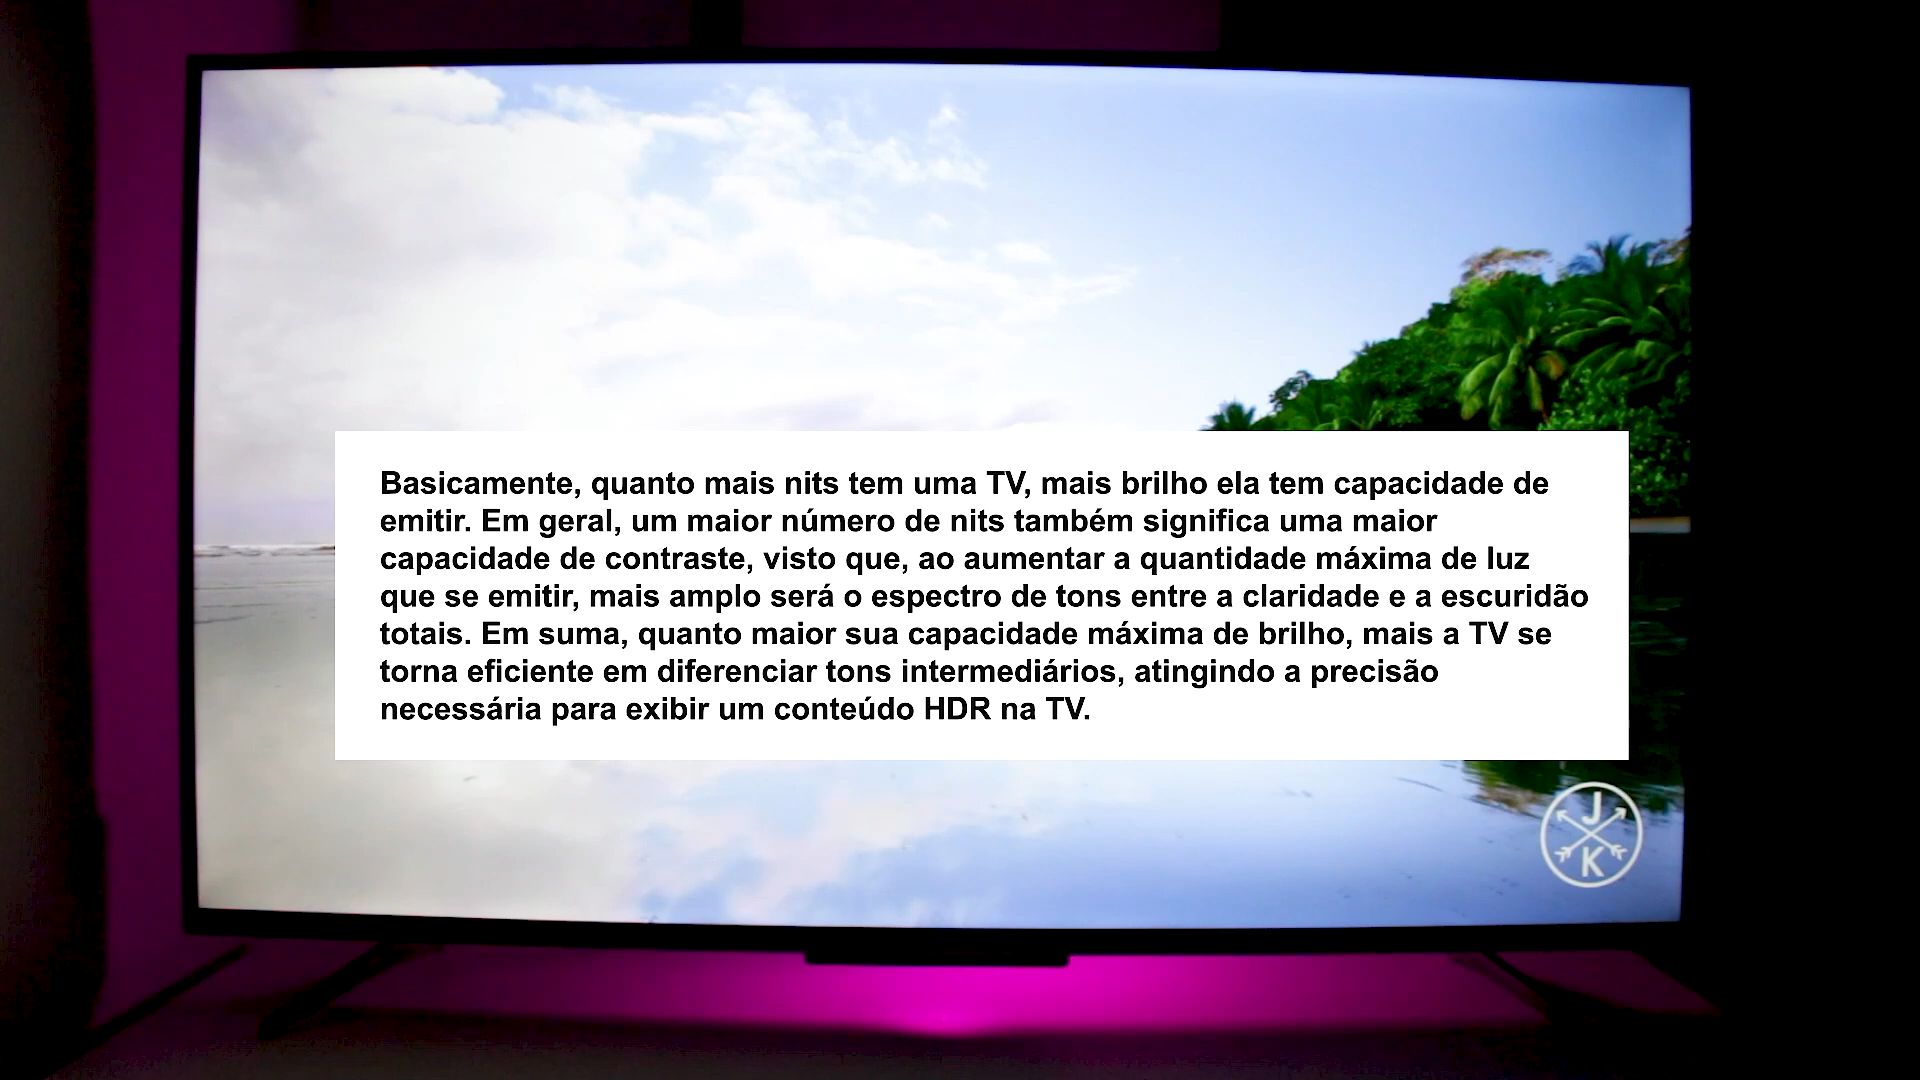 Basicamente, quanto mais nits tem uma TV, mais brilho ela tem capacidade de
emitir. Em geral, um maior número de nits também significa uma maior
capacidade de contraste, visto que, ao aumentar a quantidade máxima de luz
que se emitir, mais amplo será o espectro de tons entre a claridade e a escuridão
totais. Em suma, quanto maior sua capacidade máxima de brilho, mais a TV se
torna eficiente em diferenciar tons intermediários, atingindo a precisão
necessária para exibir um conteúdo HDR na TV.
J
K